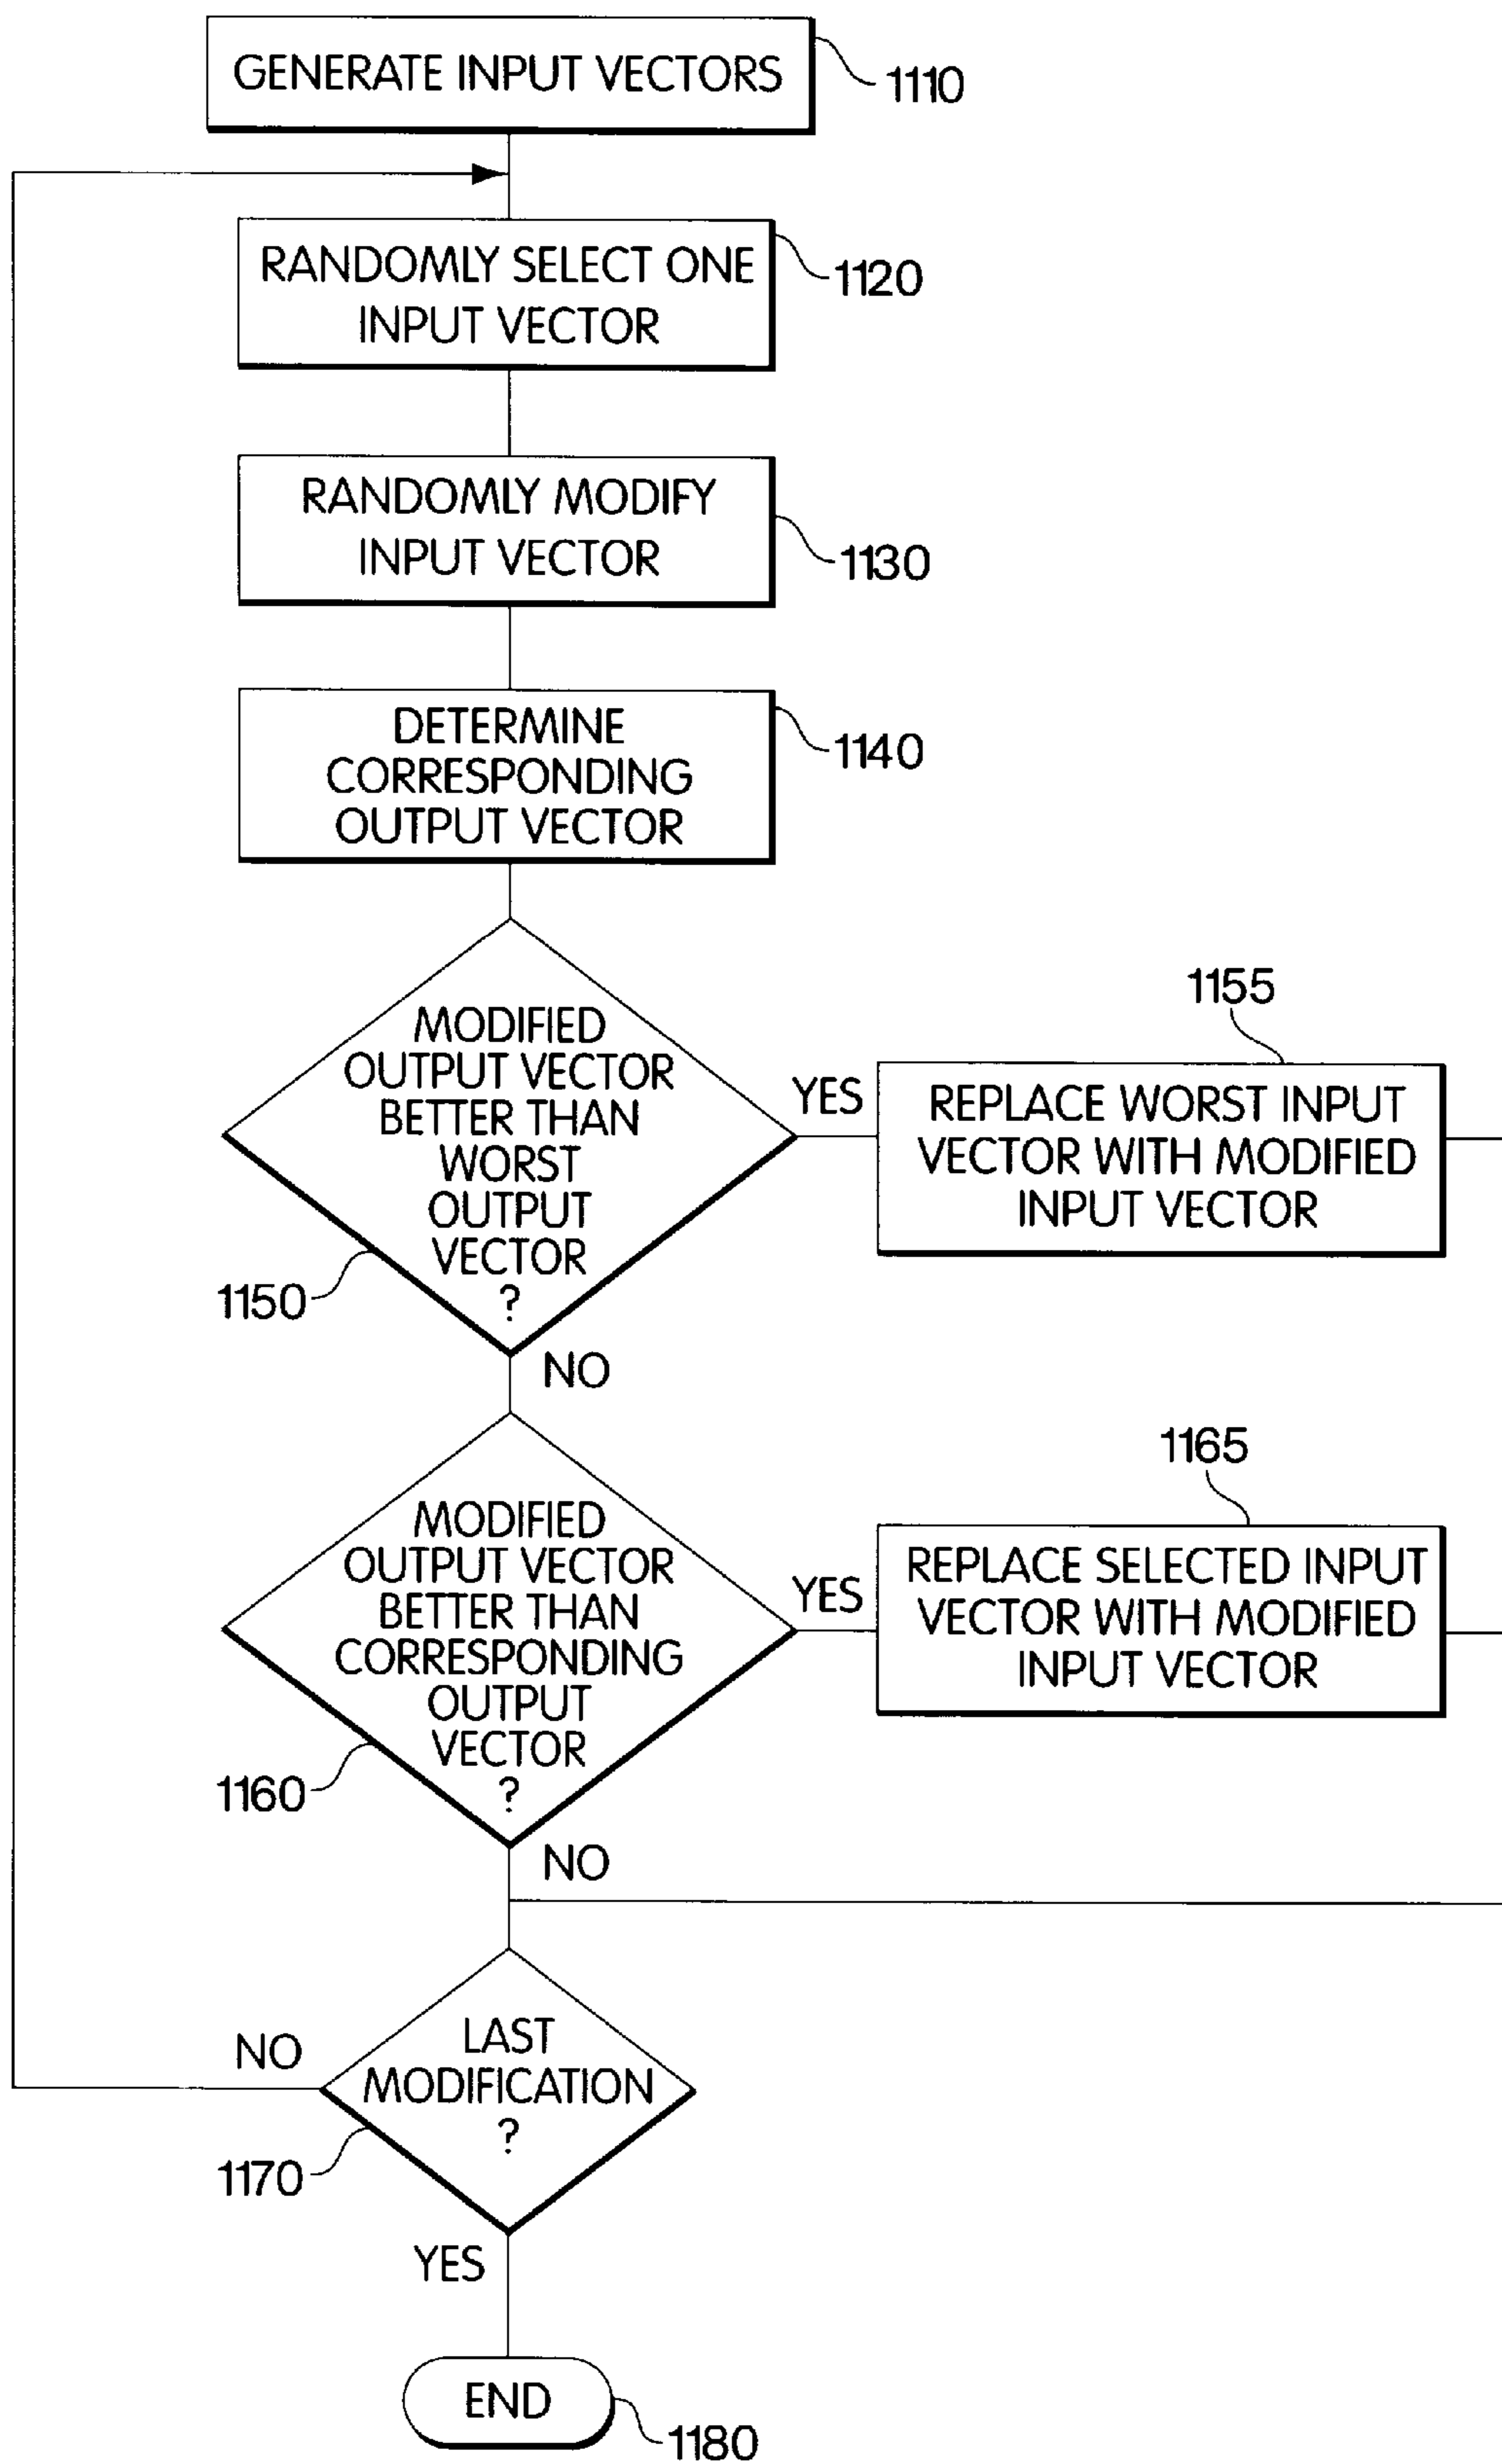 GENERATE INPUT VECTORS
1110
RANDOMLY SELECT ONE
INPUT VECTOR
1120
RANDOMLY MODIFY
INPUT VECTOR
1130
DETERMINE
CORRESPONDING
OUTPUT VECTOR
1140
MODIFIED
OUTPUT VECTOR
BETTER THAN
WORST
OUTPUT
VECTOR
?
1150
YES
NO
1155
REPLACE WORST INPUT
VECTOR WITH MODIFIED
INPUT VECTOR
MODIFIED
OUTPUT VECTOR
BETTER THAN
CORRESPONDING
OUTPUT
VECTOR
?
1160
YES
NO
1165
REPLACE SELECTED INPUT
VECTOR WITH MODIFIED
INPUT VECTOR
LAST
MODIFICATION
?
NO
1170
YES
END
1180